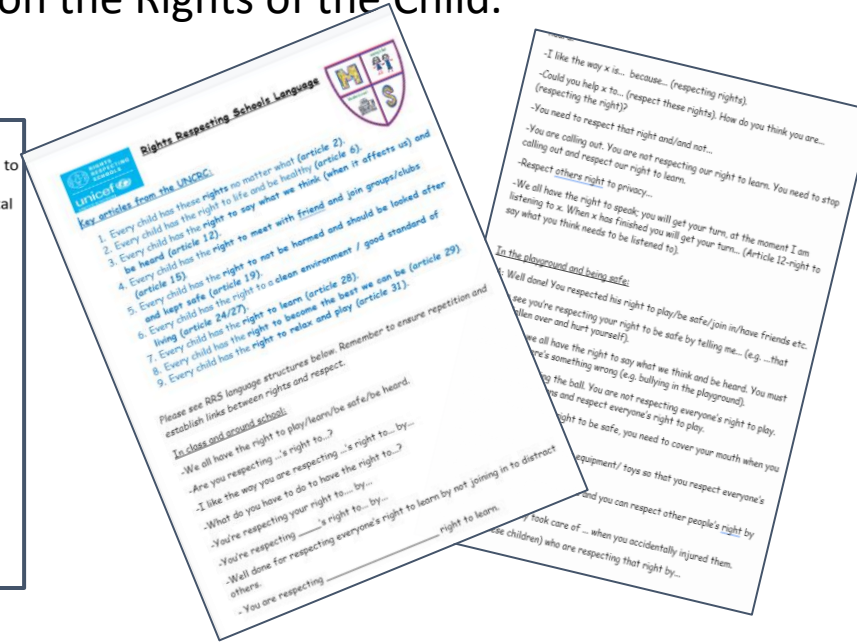 on the Rights of the Child.
to
tal
Rights Respecting Schools Language
M
S
RIGHTS
RESPECTING
SCHOOLS
unicef
Key articles from the UNCRC:
1. Every child has these rights no matter what (article 2).
2. Every child has the right to life and be healthy (article 6).
3. Every child has the right to say what we think (when it affects us) and
be heard (article 12).
4. Every child has the right to meet with friend and join groups/clubs
(article 15).
5. Every child has the right to not be harmed and should be looked after
and kept safe (article 19).
6. Every child has the right to a clean environment / good standard of
living (article 24/27).
7. Every child has the right to learn (article 28).
8. Every child has the right to become the best we can be (article 29)
9. Every child has the right to relax and play (article 31).
Please see RRS language structures below. Remember to ensure repetition and
establish links between rights and respect.
In class and around school:
-We all have the right to play/learn/be safe/be heard.
-Are you respecting ...'s right to...?
-I like the way you are respecting ...'s right to... by...
-What do you have to do to have the right to...?
-You're respecting your right to.... by...
-You're respecting ____'s right to... by...
-Well done for respecting everyone's right to learn by not joining in to distract
others.
- You are respecting ____________________ right to learn.
-I like the way x is... because... (respecting rights).
-Could you help x to... (respect these rights). How do you think you are...
(respecting the right)?
-You need to respect that right and/and not...
-You are calling out. You are not respecting our right to learn. You need to stop
calling out and respect our right to learn.
-Respect others right to privacy...
-We all have the right to speak; you will get your turn, at the moment I am
listening to x. When x has finished you will get your turn... (Article 12-right to
say what you think needs to be listened to).
In the playground and being safe:
: Well done! You respected his right to play/be safe/join in/have friends etc.
see you're respecting your right to be safe by telling me... (e.g. ...that
allen over and hurt yourself).
we all have the right to say what we think and be heard. You must
ere's something wrong (e.g. bullying in the playground).
ing the ball. You are not respecting everyone's right to play.
ns and respect everyone's right to play.
ight to be safe, you need to cover your mouth when you
equipment/ toys so that you respect everyone's
and you can respect other people's right by
y took care of ... when you accidentally injured them.
ese children) who are respecting that right by...